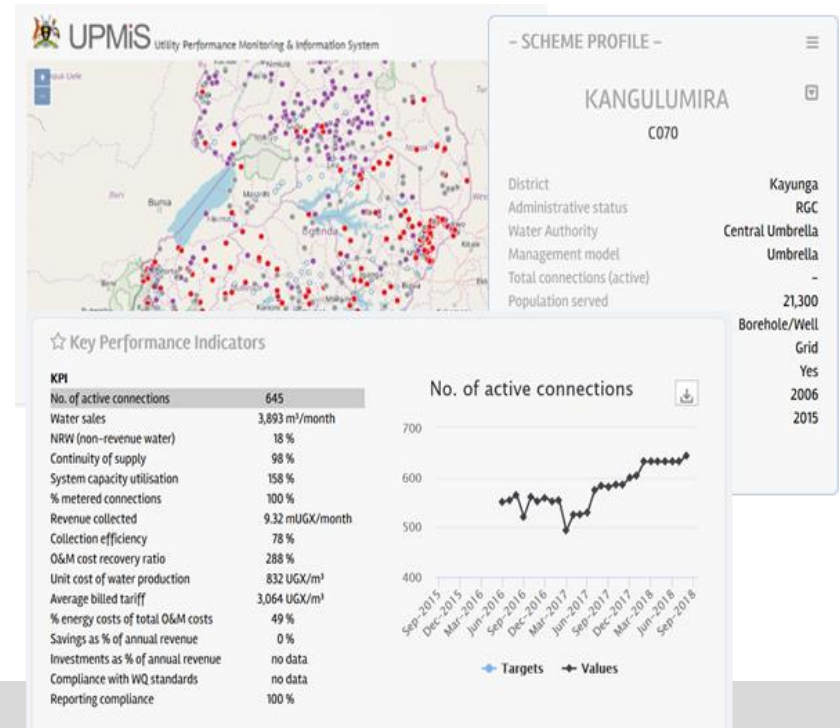 UPMiS Utility Performance Monitoring & Information System
Bunia
Masindi
Uganda
Kitale
– SCHEME PROFILE –
KANGULUMIRA
C070
District Kayunga
Administrative status RGC
Water Authority Central Umbrella
Management model Umbrella
Total connections (active) –
Population served 21,300
Borehole/Well
Grid
Yes
2006
2015
Key Performance Indicators
KPI
No. of active connections 645
Water sales 3,893 m³/month
NRW (non-revenue water) 18 %
Continuity of supply 98 %
System capacity utilisation 158 %
% metered connections 100 %
Revenue collected 9.32 mUGX/month
Collection efficiency 78 %
O&M cost recovery ratio 288 %
Unit cost of water production 832 UGX/m³
Average billed tariff 3,064 UGX/m³
% energy costs of total O&M costs 49 %
Savings as % of annual revenue 0 %
Investments as % of annual revenue no data
Compliance with WQ standards no data
Reporting compliance 100 %
No. of active connections
700
600
500
400
Sep-2015 Dec-2015 Mar-2016 Jun-2016 Sep-2016 Dec-2016 Mar-2017 Jun-2017 Sep-2017 Dec-2017 Mar-2018 Jun-2018 Sep-2018
Targets Values